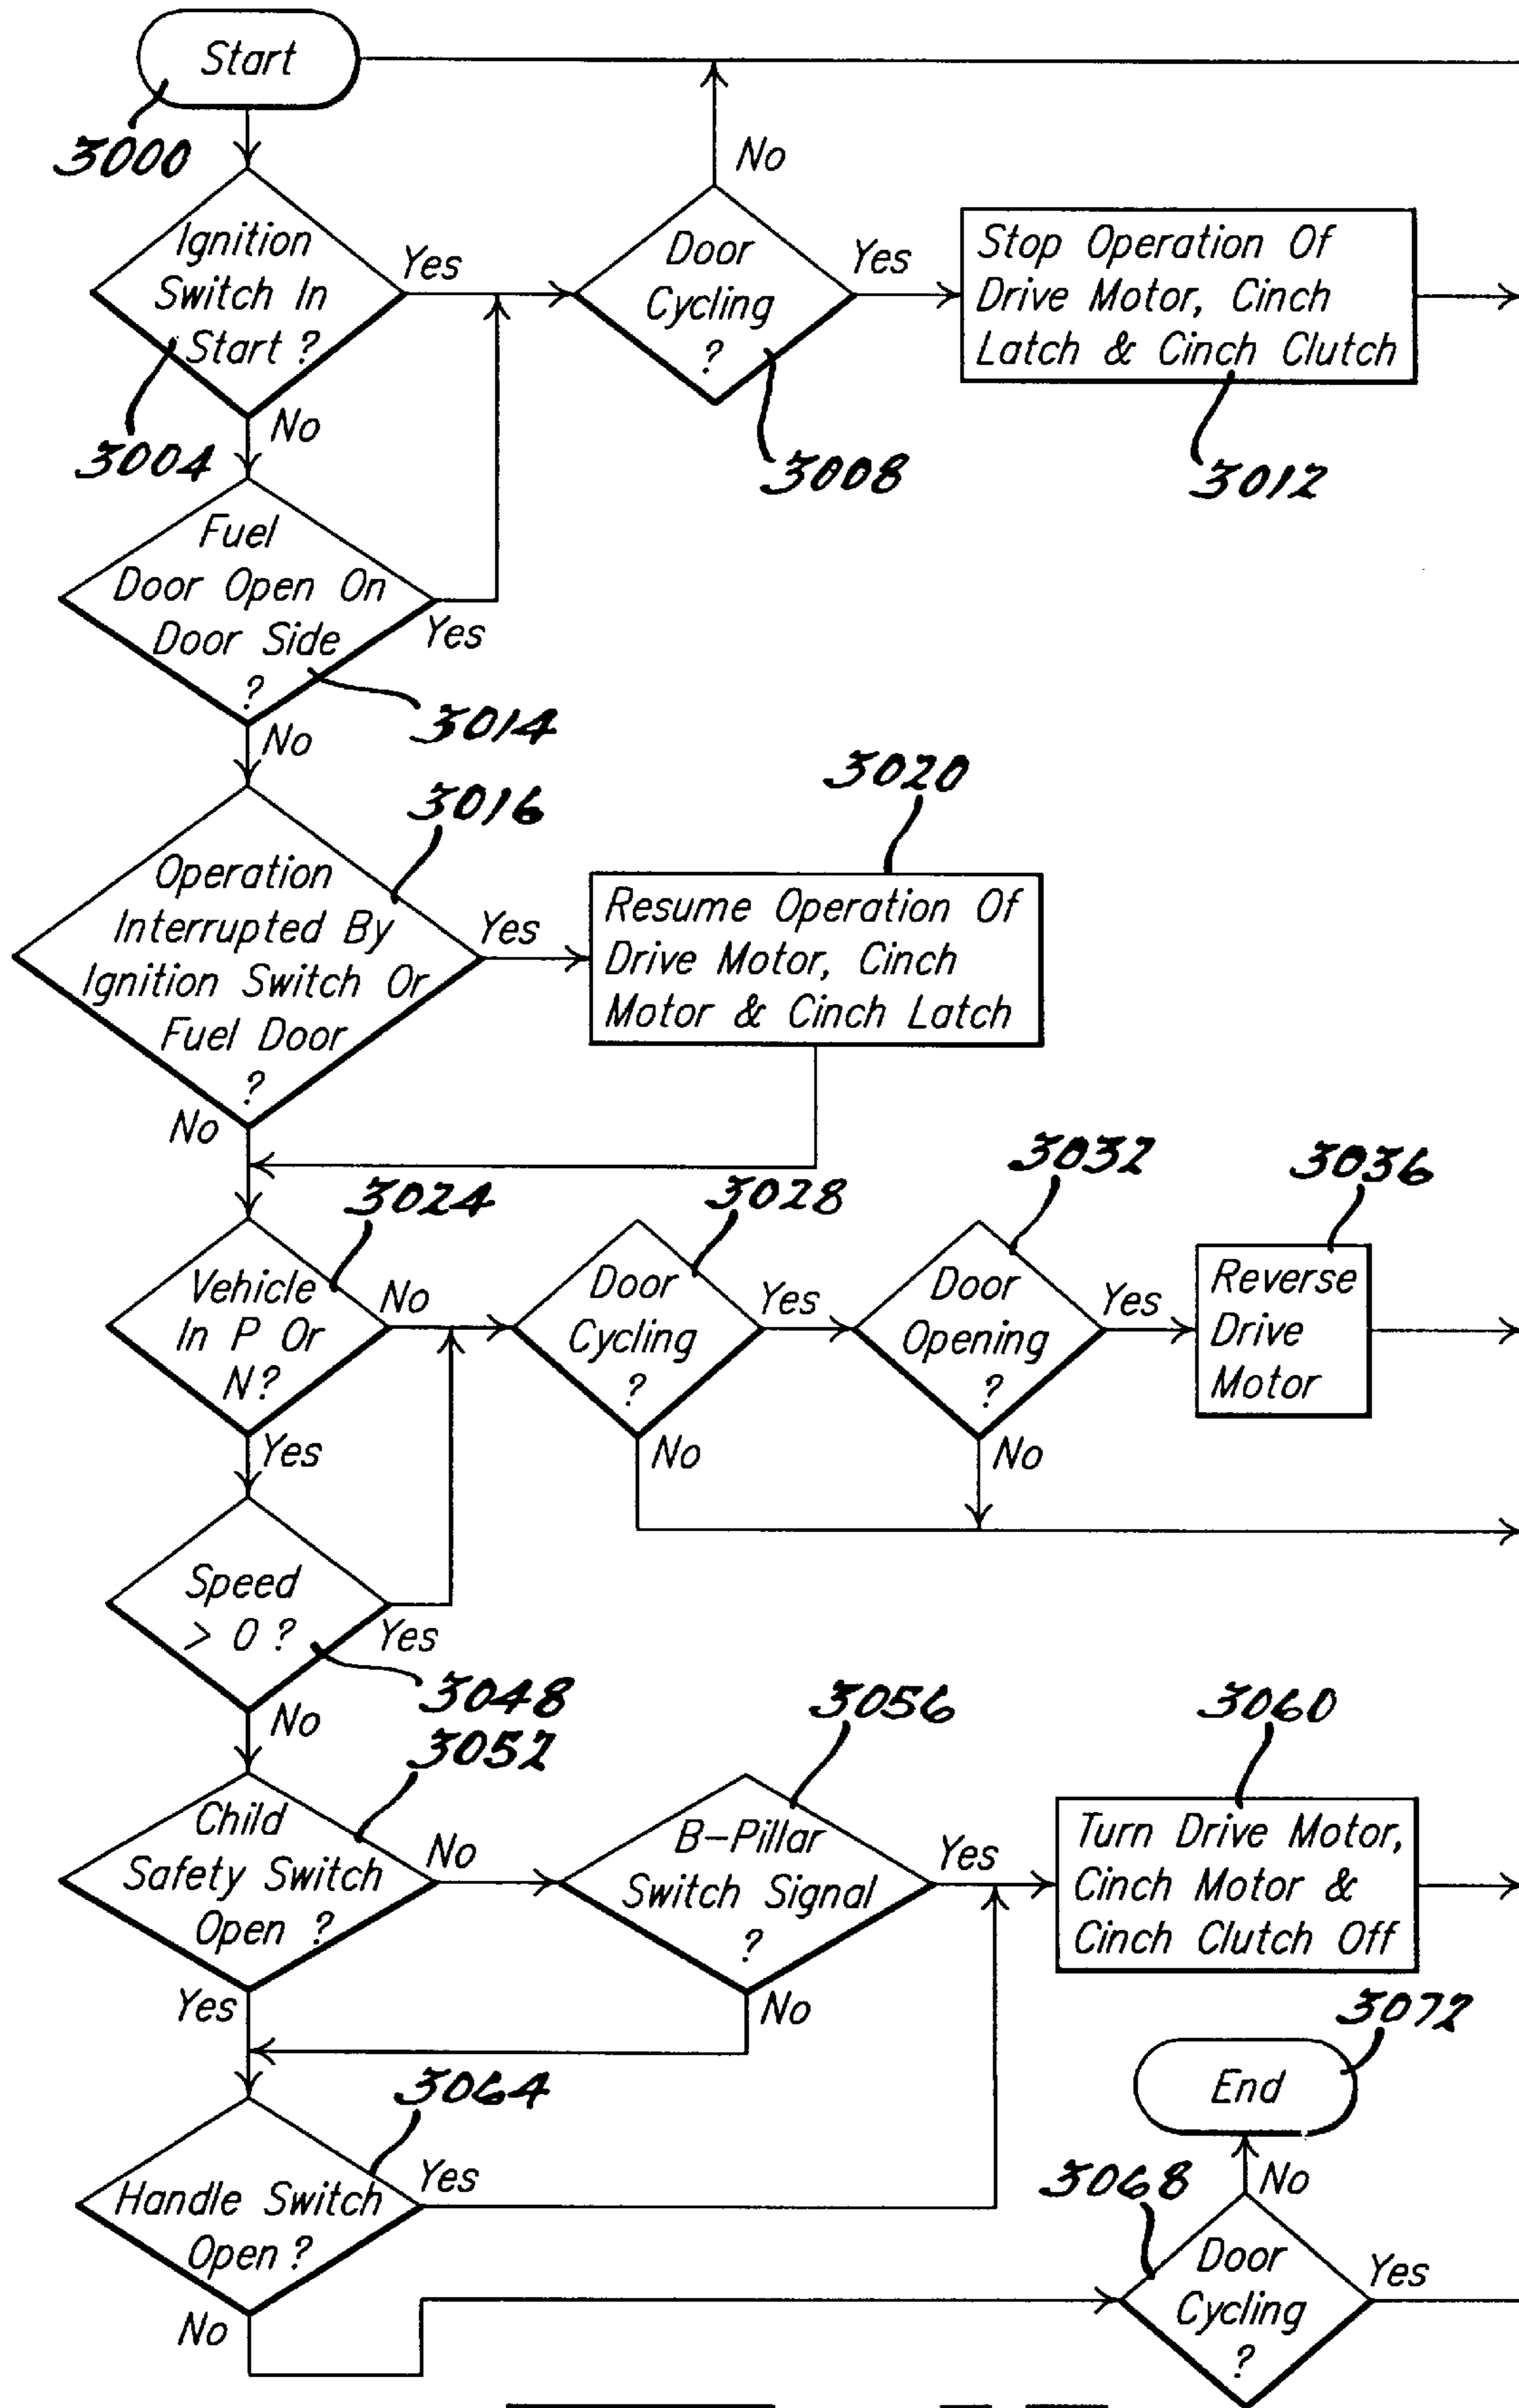 Start
3000
Ignition
Switch In
Start ?
Yes
No
3004
Door
Cycling
?
No
Yes
3008
Stop Operation Of
Drive Motor, Cinch
Latch & Cinch Clutch
3012
Fuel
Door Open On
Door Side
?
Yes
No
3014
3016
Operation
Interrupted By
Ignition Switch Or
Fuel Door
?
Yes
No
3020
Resume Operation Of
Drive Motor, Cinch
Motor & Cinch Latch
3024
Vehicle
In P Or
N?
No
Yes
3028
Door
Cycling
?
Yes
No
3032
Door
Opening
?
Yes
No
3036
Reverse
Drive
Motor
Speed
> 0 ?
Yes
No
3048
3052
Child
Safety Switch
Open ?
No
Yes
3056
B-Pillar
Switch Signal
?
Yes
No
3060
Turn Drive Motor,
Cinch Motor &
Cinch Clutch Off
3064
Handle Switch
Open ?
Yes
No
3072
End
3068
No
Door
Cycling
?
Yes